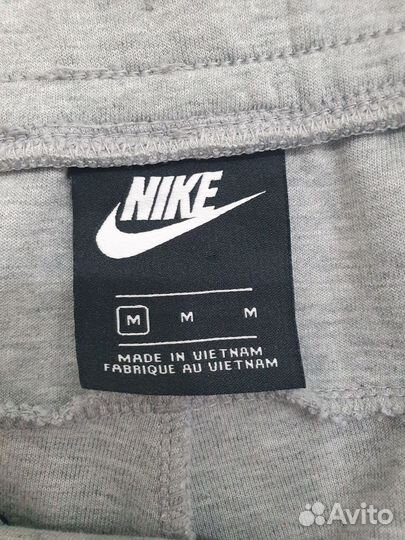 NIKE
M M M
MADE IN VIETNAM
FABRIQUE AU VIETNAM
Avito